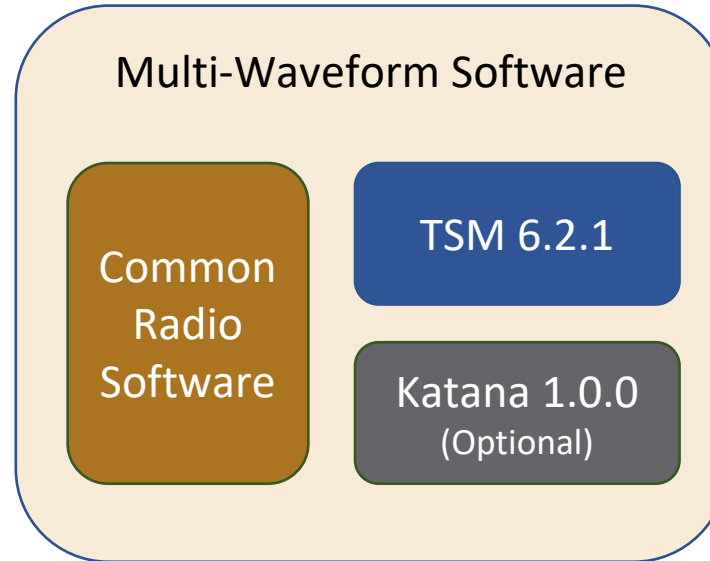 Multi-Waveform Software
Common
Radio
Software
TSM 6.2.1
Katana 1.0.0
(Optional)